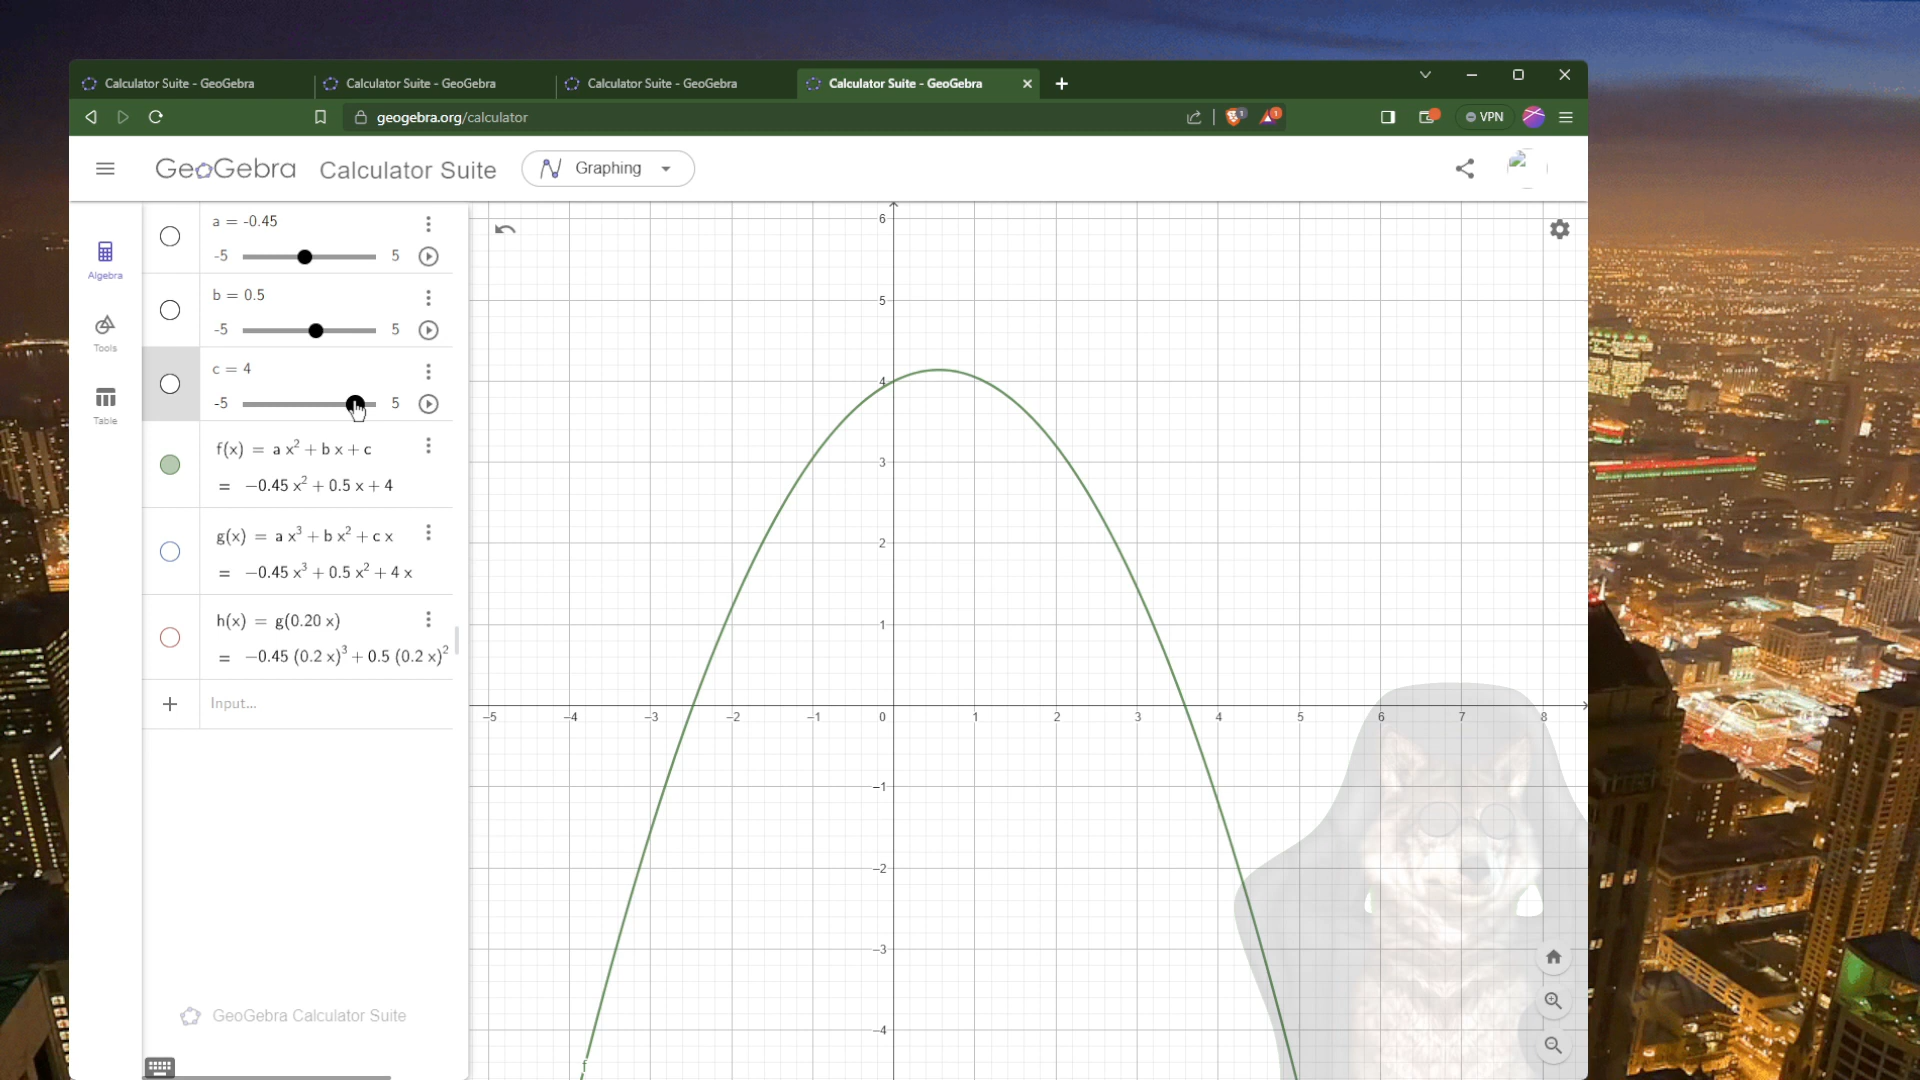 Calculator Suite - GeoGebra
Calculator Suite - GeoGebra
Calculator Suite - GeoGebra
Calculator Suite - GeoGebra
geogebra.org/calculator
1
1
VPN
GeoGebra
Calculator Suite
Graphing
Algebra
Tools
Table
a = -0.45
-5
5
b = 0.5
-5
5
c = 4
-5
5
f(x) = a x² + b x + c
= −0.45 x² + 0.5 x + 4
g(x) = a x³ + b x² + c x
= −0.45 x³ + 0.5 x² + 4 x
h(x) = g(0.20 x)
= −0.45 (0.2 x)³ + 0.5 (0.2 x)²
Input...
GeoGebra Calculator Suite
6
5
4
3
2
1
−5 −4 −3 −2 −1 0 1 2 3 4 5 6 7 8
−1
−2
−3
−4
f